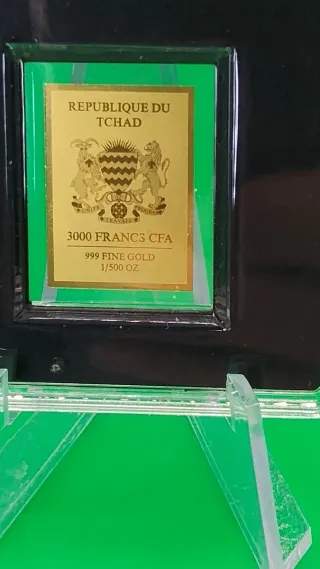 REPUBLIQUE DU
TCHAD
3000 FRANCS CFA
999 FINE GOLD
1/500 OZ